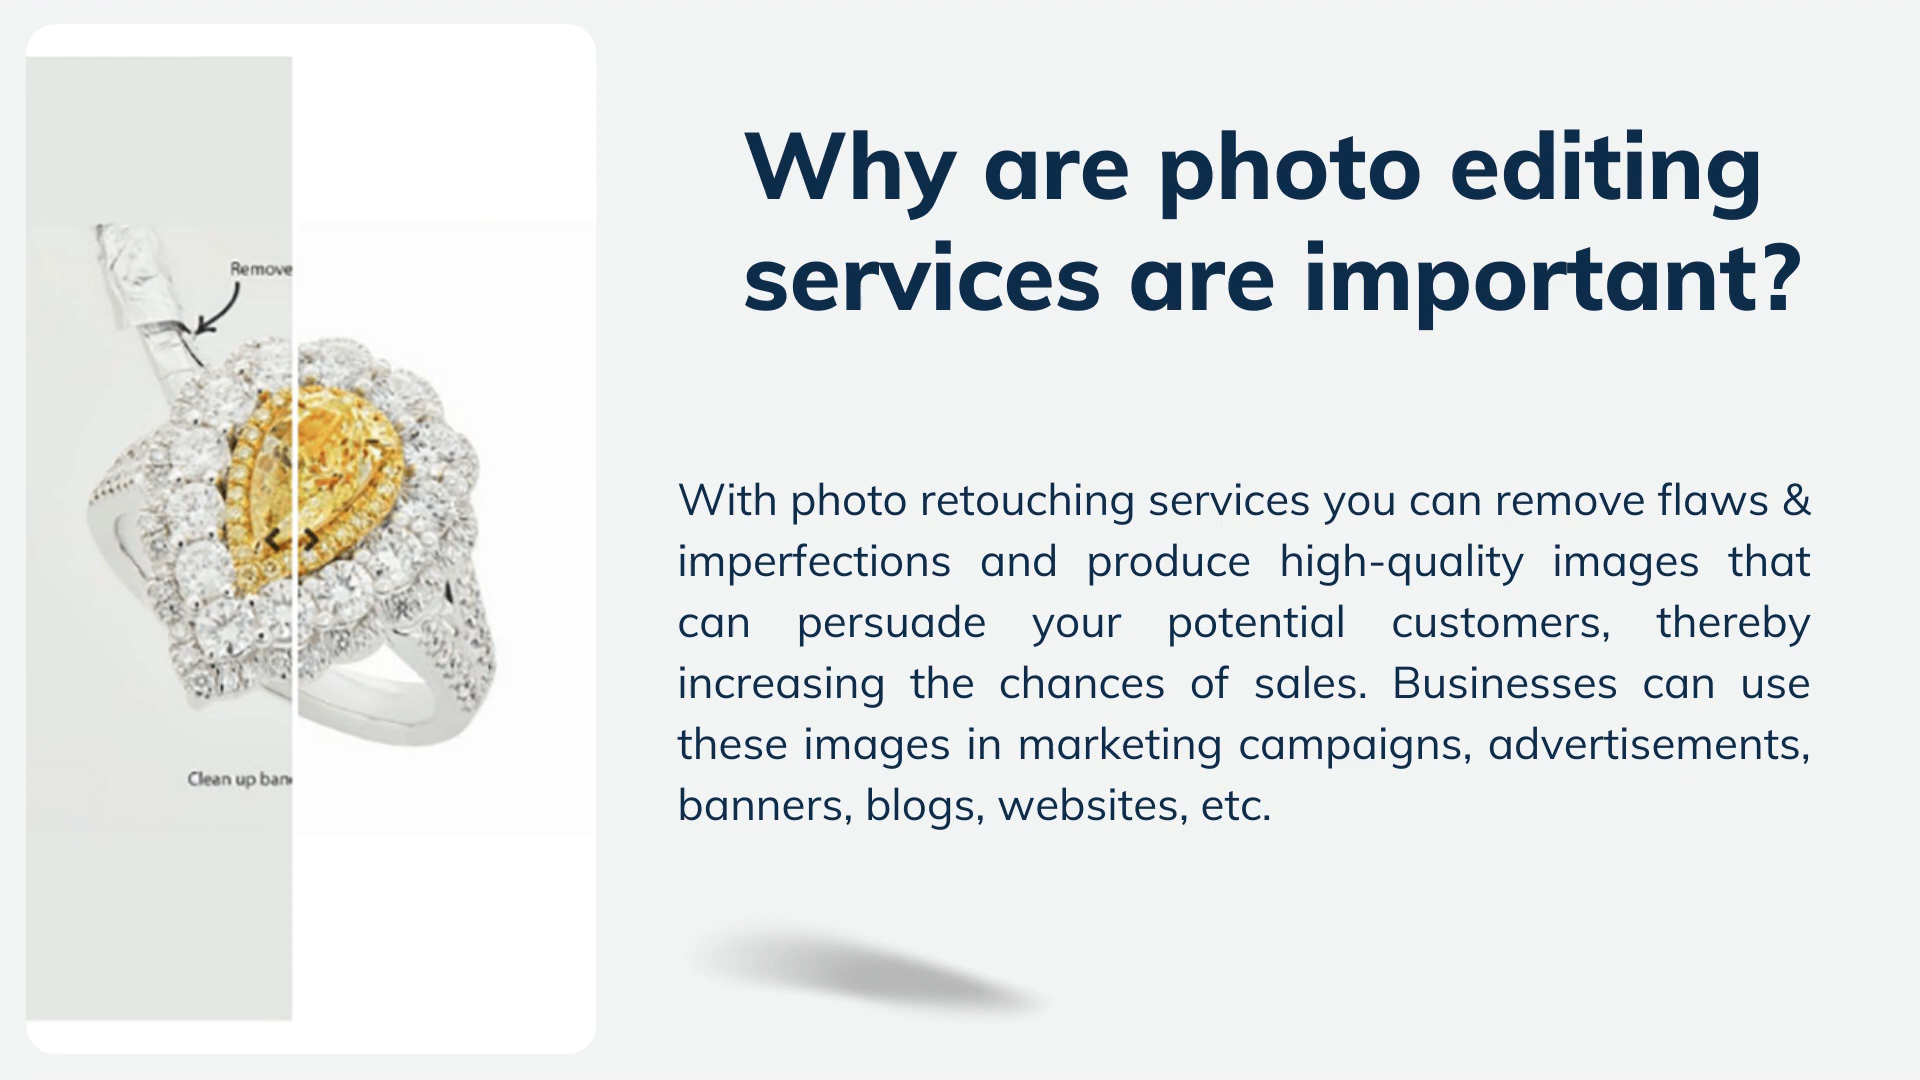 Why are photo editing
services are important?
Remove
Clean up
With photo retouching services you can remove flaws &
imperfections and produce high-quality images that
can persuade your potential customers, thereby
increasing the chances of sales. Businesses can use
these images in marketing campaigns, advertisements,
banners, blogs, websites, etc.